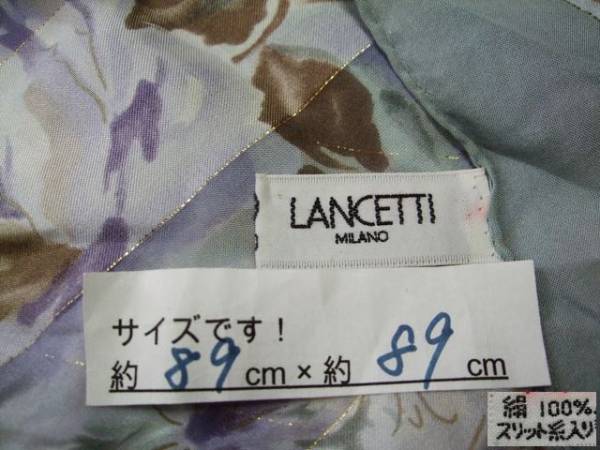 LANCETTI
MILANO
サイズです!
約 89 cm × 約 89 cm
絹 100%
スリット糸入り